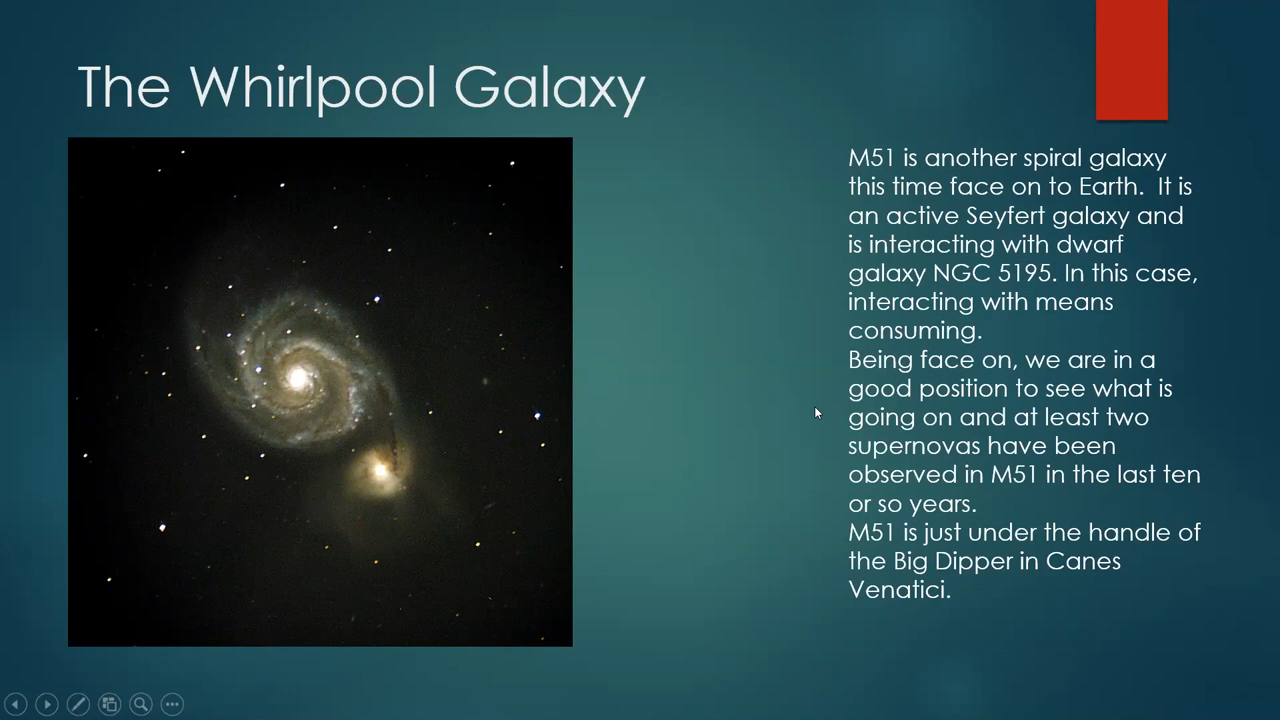 The Whirlpool Galaxy
M51 is another spiral galaxy
this time face on to Earth.  It is
an active Seyfert galaxy and
is interacting with dwarf
galaxy NGC 5195. In this case,
interacting with means
consuming.
Being face on, we are in a
good position to see what is
going on and at least two
supernovas have been
observed in M51 in the last ten
or so years.
M51 is just under the handle of
the Big Dipper in Canes
Venatici.